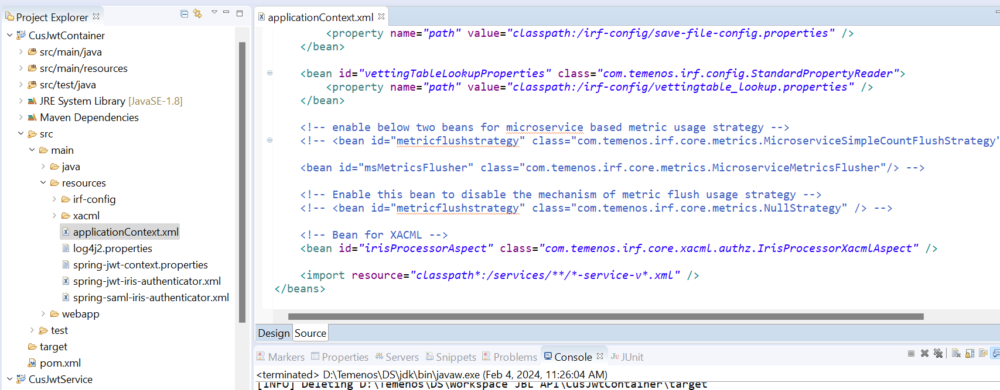 Project Explorer
CusJwtContainer
src/main/java
src/main/resources
src/test/java
JRE System Library [JavaSE-1.8]
Maven Dependencies
src
main
java
resources
irf-config
xacml
applicationContext.xml
log4j2.properties
spring-jwt-context.properties
spring-jwt-iris-authenticator.xml
spring-saml-iris-authenticator.xml
webapp
test
target
pom.xml
CusJwtService
applicationContext.xml
<property name="path" value="classpath:/irf-config/save-file-config.properties" />
</bean>
<bean id="vettingTableLookupProperties" class="com.temenos.irf.config.StandardPropertyReader">
<property name="path" value="classpath:/irf-config/vettingtable_lookup.properties" />
</bean>
<!-- enable below two beans for microservice based metric usage strategy -->
<!-- <bean id="metricflushstrategy" class="com.temenos.irf.core.metrics.MicroserviceSimpleCountFlushStrategy"
<bean id="msMetricsFlusher" class="com.temenos.irf.core.metrics.MicroserviceMetricsFlusher"/> -->
<!-- Enable this bean to disable the mechanism of metric flush usage strategy -->
<!-- <bean id="metricflushstrategy" class="com.temenos.irf.core.metrics.NullStrategy" /> -->
<!-- Bean for XACML -->
<bean id="irisProcessorAspect" class="com.temenos.irf.core.xacml.authz.IrisProcessorXacmlAspect" />
<import resource="classpath*:/services/**/*-service-v*.xml" />
</beans>
Design Source
Markers Properties Servers Snippets Problems Console JUnit
<terminated> D:\Temenos\DS\jdk\bin\javaw.exe (Feb 4, 2024, 11:26:04 AM)
[INFO] Deleting D:\Temenos\DS\Workspace JBL API\CusJwtContainer\target